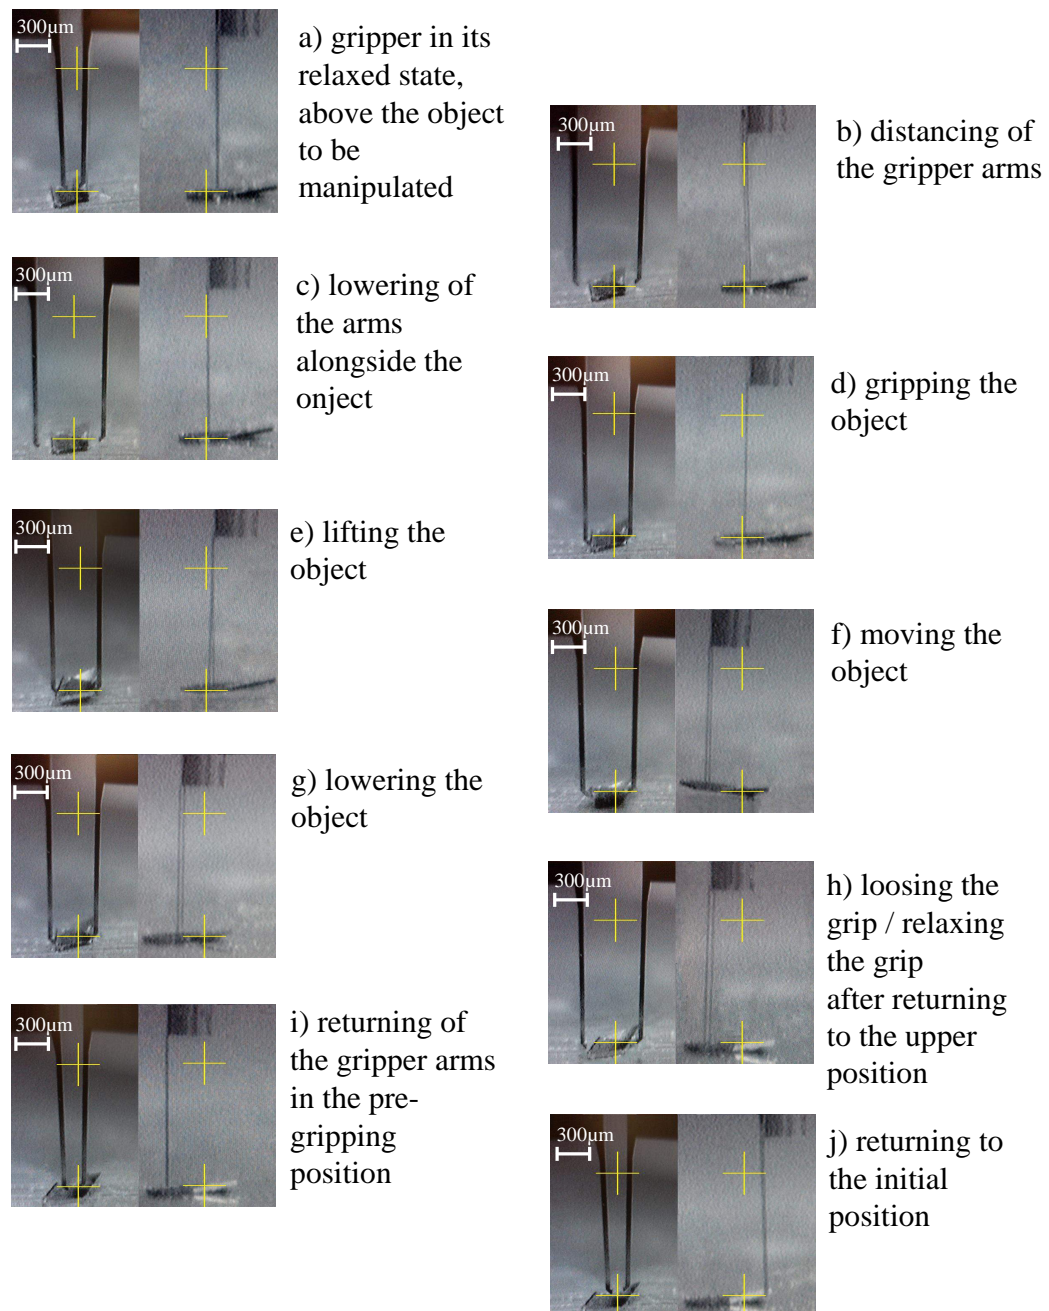 300µm
a) gripper in its
relaxed state,
above the object
to be
manipulated
300µm
b) distancing of
the gripper arms
300µm
c) lowering of
the arms
alongside the
onject
300µm
d) gripping the
object
300µm
e) lifting the
object
300µm
f) moving the
object
300µm
g) lowering the
object
300µm
h) loosing the
grip / relaxing
the grip
after returning
to the upper
position
300µm
i) returning of
the gripper arms
in the pre-
gripping
position
300µm
j) returning to
the initial
position